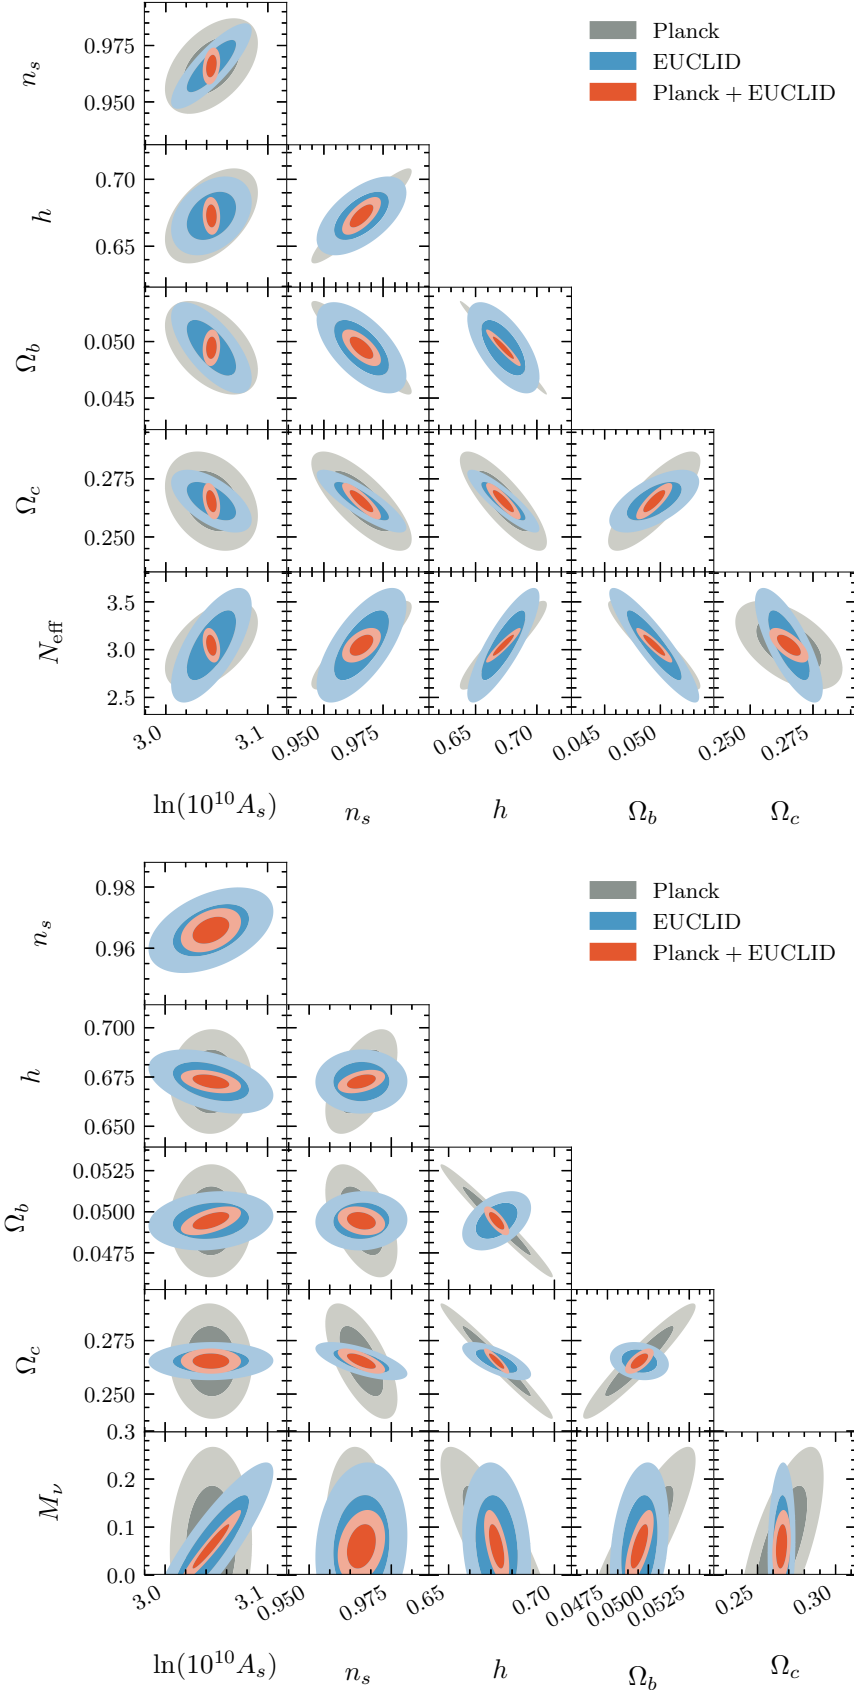 Planck
EUCLID
Planck + EUCLID
n_s
0.975
0.950
h
0.70
0.65
Ω_b
0.050
0.045
Ω_c
0.275
0.250
N_eff
3.5
3.0
2.5
3.0 3.1 0.950 0.975 0.65 0.70 0.045 0.050 0.250 0.275
ln(10^10 A_s) n_s h Ω_b Ω_c
Planck
EUCLID
Planck + EUCLID
n_s
0.98
0.96
h
0.700
0.675
0.650
Ω_b
0.0525
0.0500
0.0475
Ω_c
0.275
0.250
M_ν
0.3
0.2
0.1
0.0
3.0 3.1 0.950 0.975 0.65 0.70 0.0475 0.0500 0.0525 0.25 0.30
ln(10^10 A_s) n_s h Ω_b Ω_c